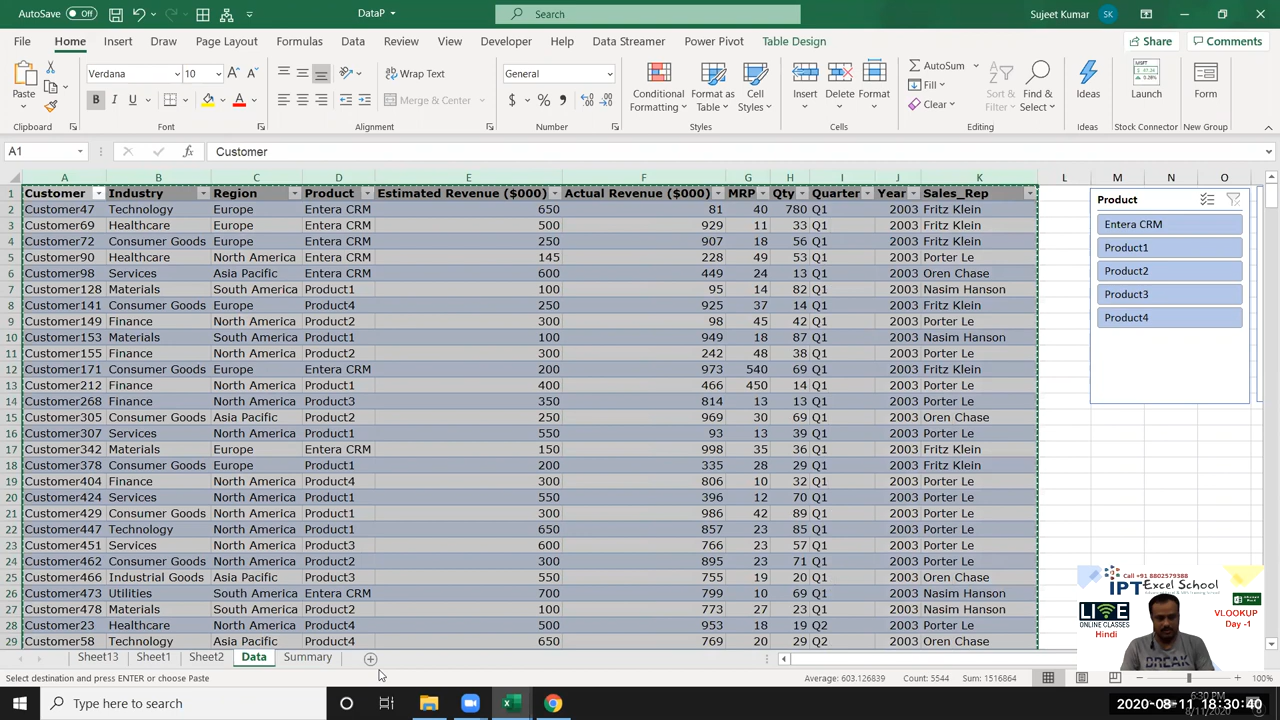 AutoSave Off DataP Search Sujeet Kumar SK
File Home Insert Draw Page Layout Formulas Data Review View Developer Help Data Streamer Power Pivot Table Design Share Comments
Verdana 10 Wrap Text General AutoSum
Paste B I U Merge & Center $ % Conditional Formatting Format as Table Cell Styles Insert Delete Format Fill Clear Sort & Filter Find & Select Ideas Launch Form
Clipboard Font Alignment Number Styles Cells Editing Ideas Stock Connector New Group
A1 fx Customer
A B C D E F G H I J K L M N O
1 Customer Industry Region Product Estimated Revenue ($000) Actual Revenue ($000) MRP Qty Quarter Year Sales_Rep
2 Customer47 Technology Europe Entera CRM 650 81 40 780 Q1 2003 Fritz Klein
3 Customer69 Healthcare Europe Entera CRM 500 929 11 33 Q1 2003 Fritz Klein
4 Customer72 Consumer Goods Europe Entera CRM 250 907 18 56 Q1 2003 Fritz Klein
5 Customer90 Healthcare North America Entera CRM 145 228 49 53 Q1 2003 Porter Le
6 Customer98 Services Asia Pacific Entera CRM 600 449 24 13 Q1 2003 Oren Chase
7 Customer128 Materials South America Product1 100 95 14 82 Q1 2003 Nasim Hanson
8 Customer141 Consumer Goods Europe Product4 250 925 37 14 Q1 2003 Fritz Klein
9 Customer149 Finance North America Product2 300 98 45 42 Q1 2003 Porter Le
10 Customer153 Materials South America Product1 100 949 18 87 Q1 2003 Nasim Hanson
11 Customer155 Finance North America Product2 300 242 48 38 Q1 2003 Porter Le
12 Customer171 Consumer Goods Europe Entera CRM 200 973 540 69 Q1 2003 Fritz Klein
13 Customer212 Finance North America Product1 400 466 450 14 Q1 2003 Porter Le
14 Customer268 Finance North America Product3 350 814 13 13 Q1 2003 Porter Le
15 Customer305 Consumer Goods Asia Pacific Product2 250 969 30 69 Q1 2003 Oren Chase
16 Customer307 Services North America Product1 550 93 13 39 Q1 2003 Porter Le
17 Customer342 Materials Europe Entera CRM 150 998 35 36 Q1 2003 Fritz Klein
18 Customer378 Consumer Goods Europe Product1 200 335 28 29 Q1 2003 Fritz Klein
19 Customer404 Finance North America Product4 300 806 10 32 Q1 2003 Porter Le
20 Customer424 Services North America Product1 550 396 12 70 Q1 2003 Porter Le
21 Customer429 Consumer Goods North America Product1 300 986 42 89 Q1 2003 Porter Le
22 Customer447 Technology North America Product1 650 857 23 85 Q1 2003 Porter Le
23 Customer451 Services North America Product3 600 766 23 57 Q1 2003 Porter Le
24 Customer462 Consumer Goods North America Product2 300 895 23 71 Q1 2003 Porter Le
25 Customer466 Industrial Goods Asia Pacific Product3 550 755 19 20 Q1 2003 Oren Chase
26 Customer473 Utilities South America Entera CRM 700 799 10 69 Q1 2003 Nasim Hanson
27 Customer478 Materials South America Product2 100 773 27 23 Q1 2003 Nasim Hanson
28 Customer23 Healthcare North America Product4 500 953 18 19 Q2 2003 Porter Le
29 Customer58 Technology Asia Pacific Product4 650 769 20 29 Q2 2003 Oren Chase
Product
Entera CRM
Product1
Product2
Product3
Product4
Call +91 8802579388
IPT Excel School
LIVE
ONLINE CLASSES
Hindi
VLOOKUP
Day -1
BREAK
Sheet13 Sheet1 Sheet2 Data Summary
Select destination and press ENTER or choose Paste Average: 603.126839 Count: 5544 Sum: 1516864 100%
Type here to search
6:30 PM
2020-08-11 18:30:40
8/11/2020